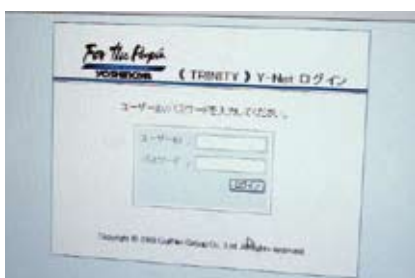 For the People
YOSHINOYA 《TRINITY》Y-Net ログイン
ユーザーID、パスワードを入力してください。
ユーザーID :
パスワード :
ログイン
Copyright ©